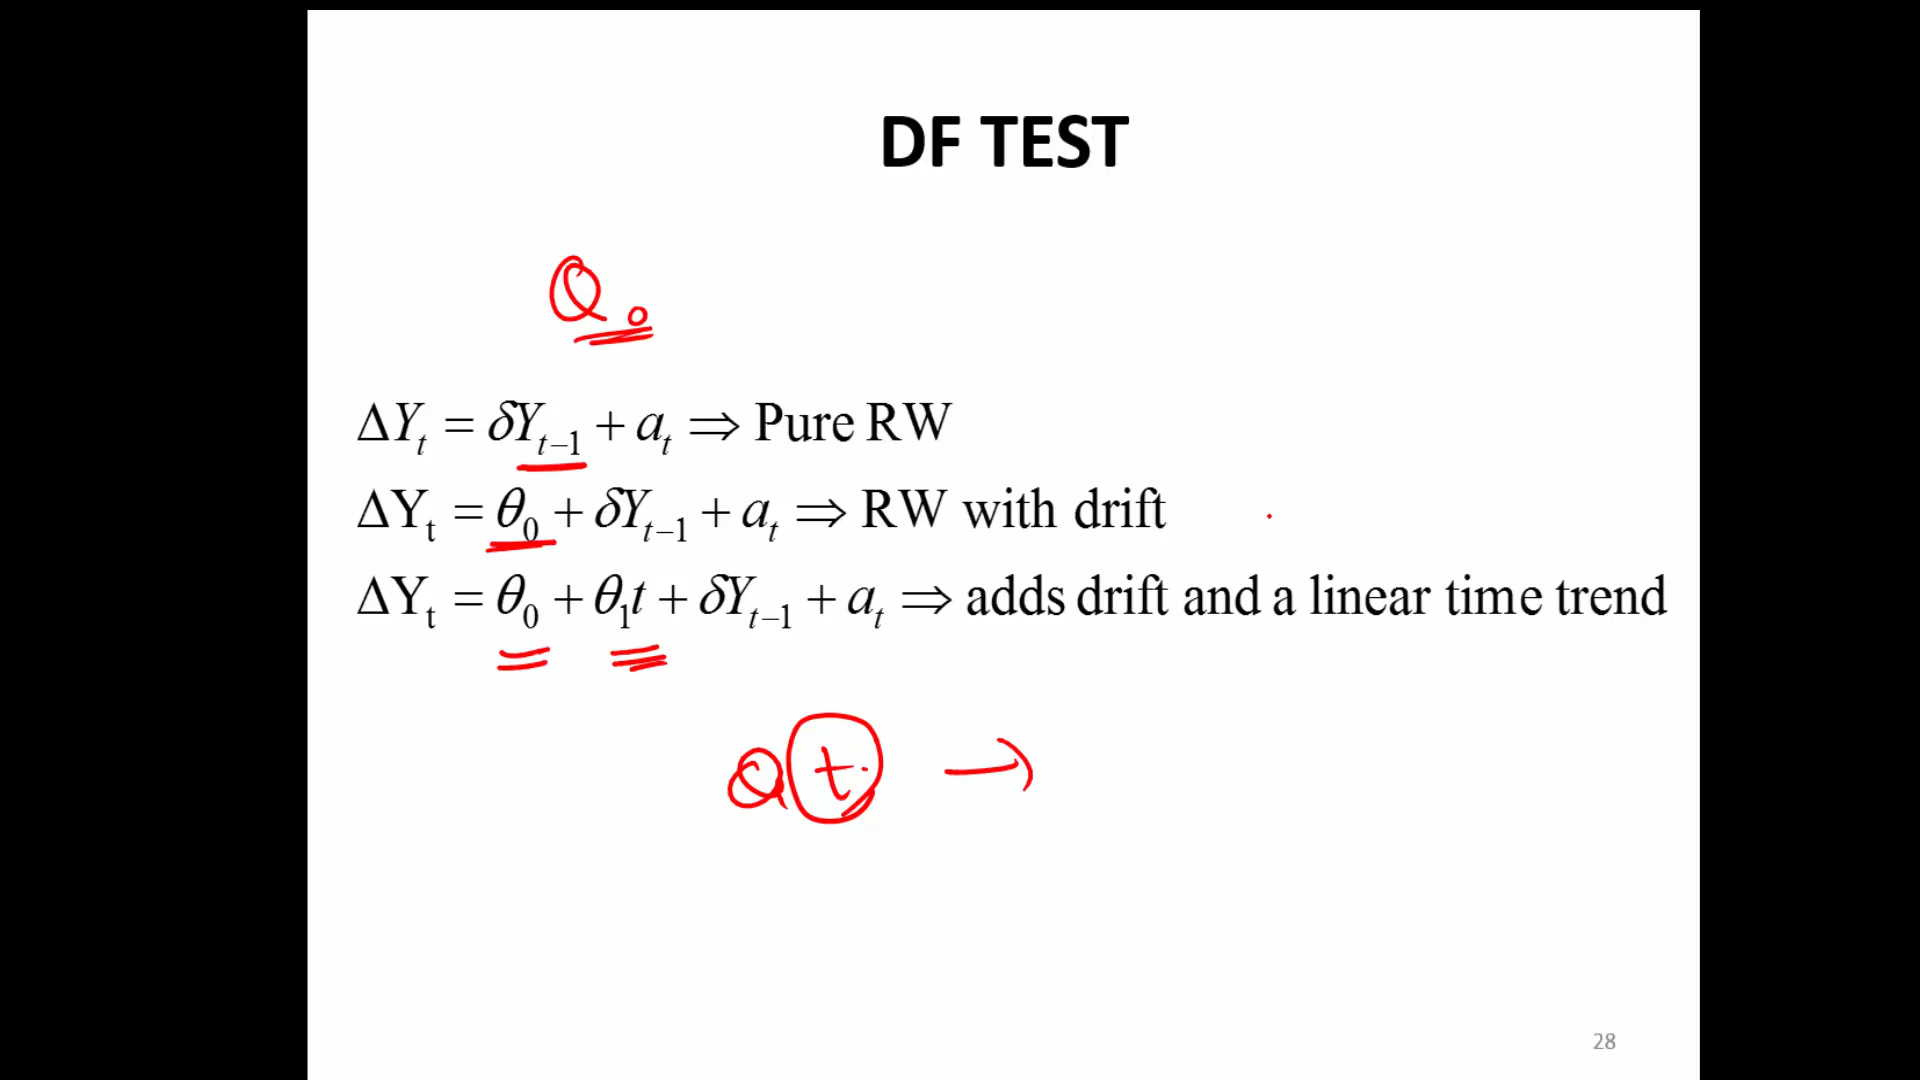 DF TEST
θ₀
ΔYₜ = δYₜ₋₁ + aₜ ⇒ Pure RW
ΔYₜ = θ₀ + δYₜ₋₁ + aₜ ⇒ RW with drift
ΔYₜ = θ₀ + θ₁t + δYₜ₋₁ + aₜ ⇒ adds drift and a linear time trend
θ₁t →
28